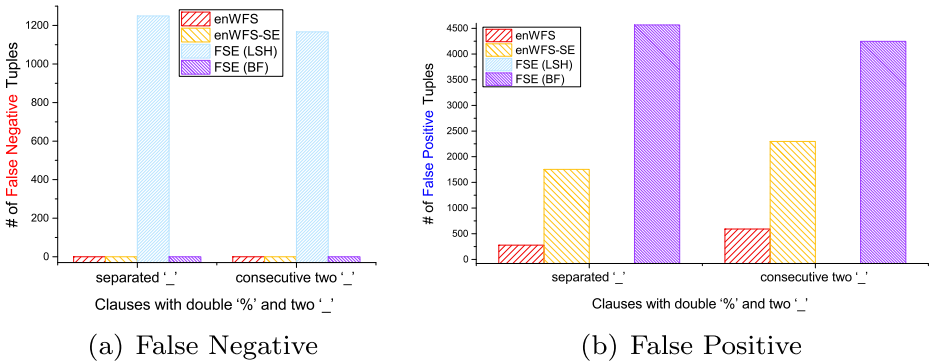 # of False Negative Tuples
1200
1000
800
600
400
200
0
enWFS
enWFS-SE
FSE (LSH)
FSE (BF)
separated ‘_’
consecutive two ‘_’
Clauses with double ‘%’ and two ‘_’
(a) False Negative
# of False Positive Tuples
4500
4000
3500
3000
2500
2000
1500
1000
500
0
enWFS
enWFS-SE
FSE (LSH)
FSE (BF)
separated ‘_’
consecutive two ‘_’
Clauses with double ‘%’ and two ‘_’
(b) False Positive